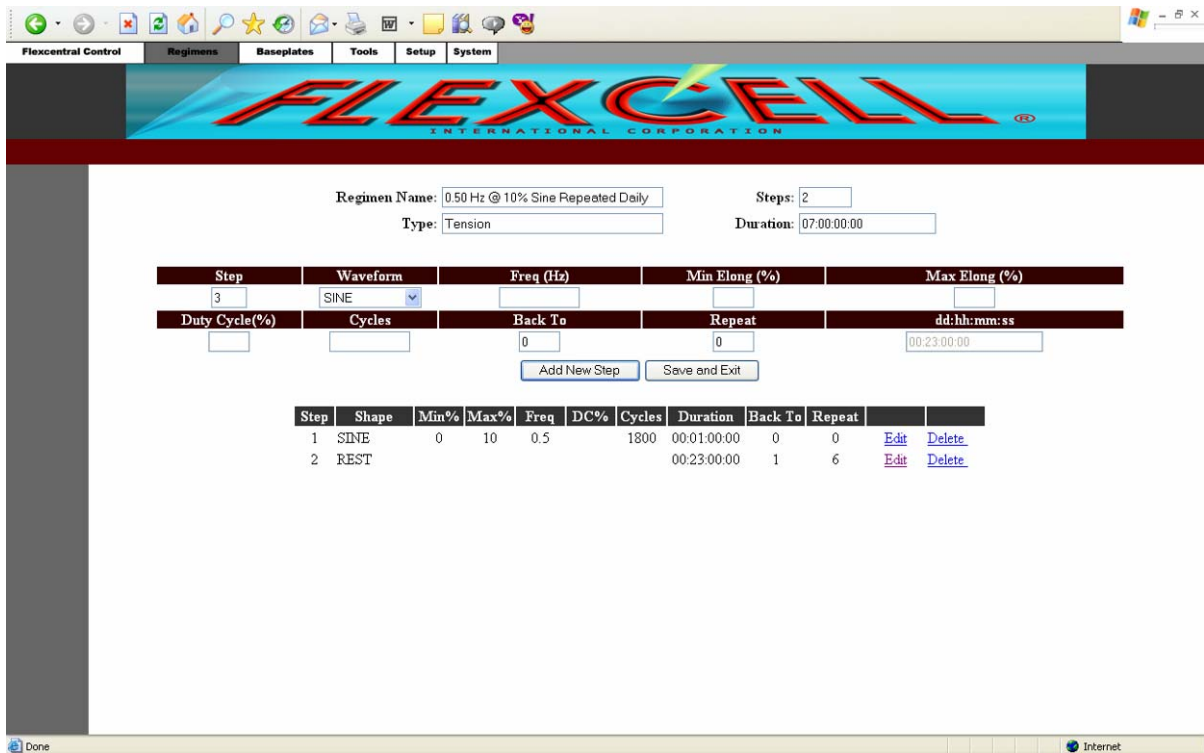 Flexcentral Control Regimens Baseplates Tools Setup System
FLEXCELL ®
INTERNATIONAL CORPORATION
Regimen Name: 0.50 Hz @ 10% Sine Repeated Daily Steps: 2
Type: Tension Duration: 07:00:00:00
Step Waveform Freq (Hz) Min Elong (%) Max Elong (%)
3 SINE
Duty Cycle(%) Cycles Back To Repeat dd:hh:mm:ss
0 0 00:23:00:00
Add New Step Save and Exit
Step Shape Min% Max% Freq DC% Cycles Duration Back To Repeat
1 SINE 0 10 0.5 1800 00:01:00:00 0 0 Edit Delete
2 REST 00:23:00:00 1 6 Edit Delete
Done Internet